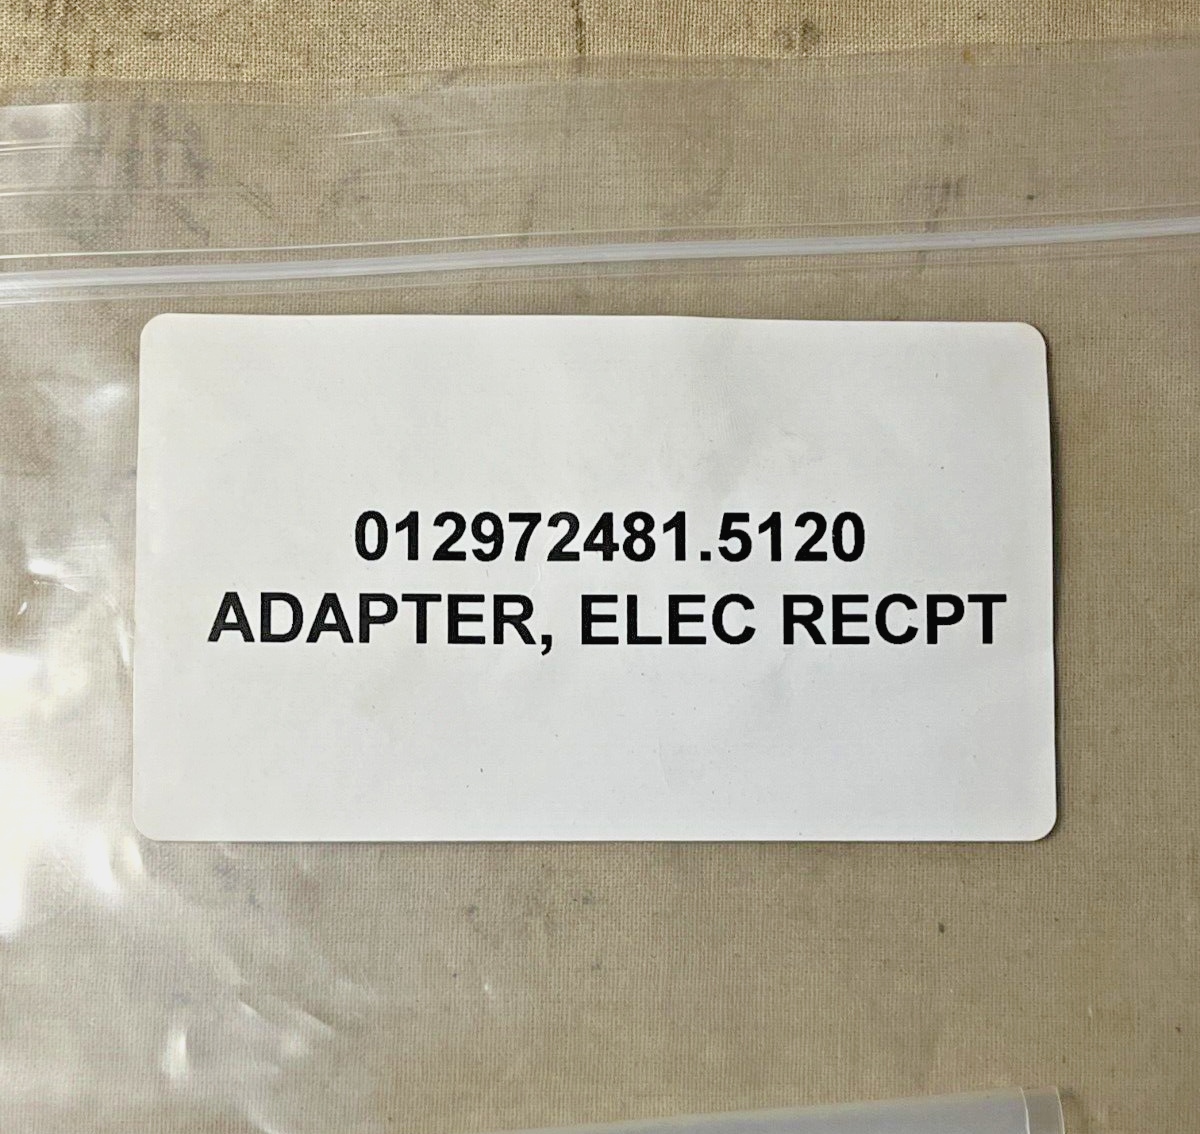 012972481.5120
ADAPTER, ELEC RECPT